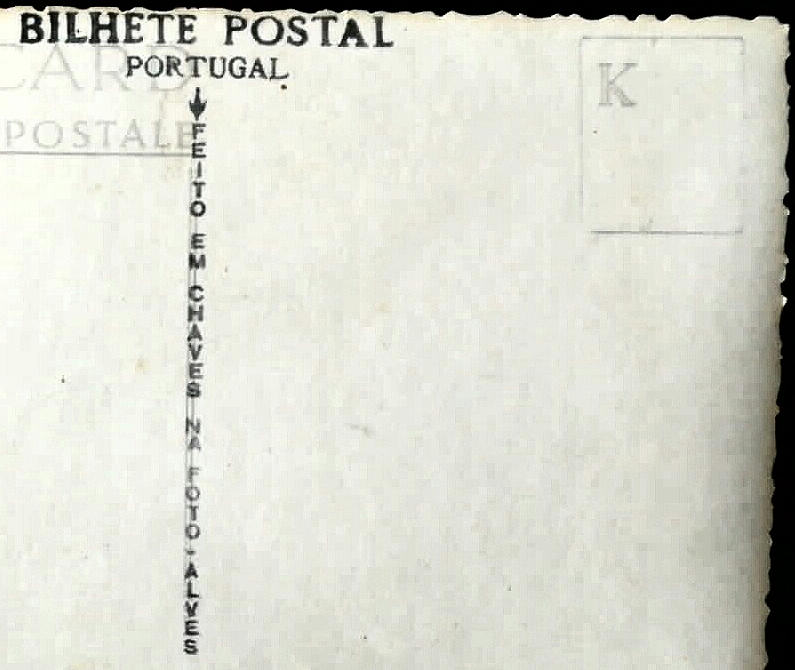 BILHETE POSTAL
PORTUGAL
CARD
POSTALE
K
FEITO EM CHAVES NA FOTO-ALVES